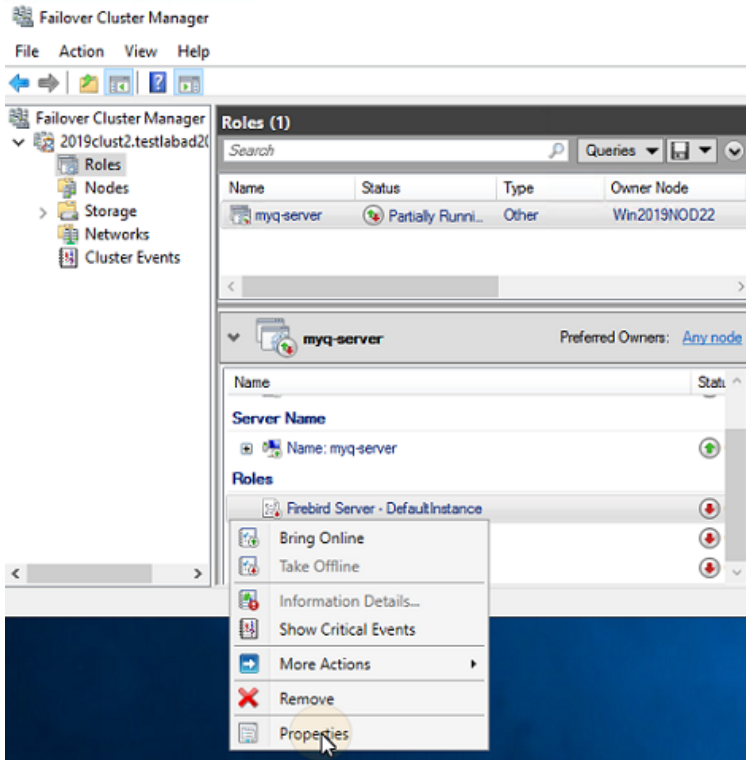 Failover Cluster Manager
File Action View Help
Failover Cluster Manager
2019clust2.testlabad20
Roles
Nodes
Storage
Networks
Cluster Events
Roles (1)
Search
Queries
Name Status Type Owner Node
myq-server Partially Runni... Other Win2019NOD22
myq-server Preferred Owners: Any node
Name Statu
Server Name
Name: myq-server
Roles
Firebird Server - DefaultInstance
Bring Online
Take Offline
Information Details...
Show Critical Events
More Actions
Remove
Properties